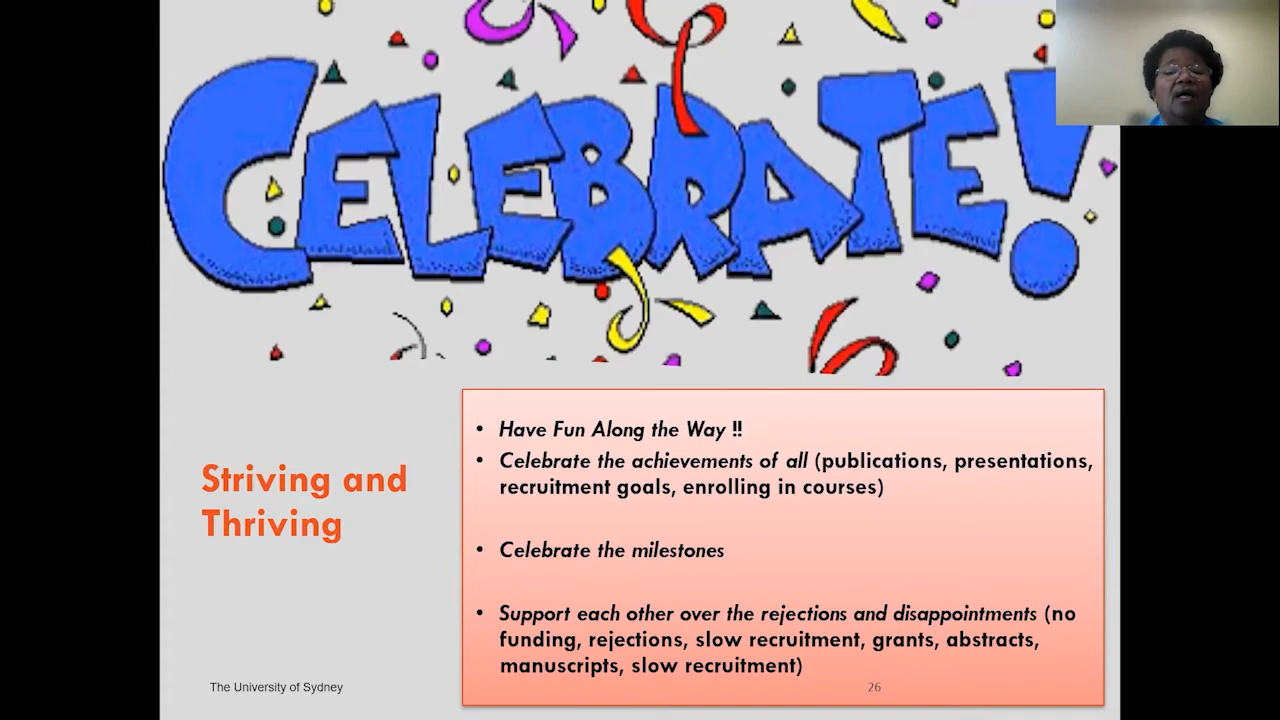 CELEBRATE!
Striving and
Thriving
• Have Fun Along the Way !!
• Celebrate the achievements of all (publications, presentations,
recruitment goals, enrolling in courses)
• Celebrate the milestones
• Support each other over the rejections and disappointments (no
funding, rejections, slow recruitment, grants, abstracts,
manuscripts, slow recruitment)
The University of Sydney
26